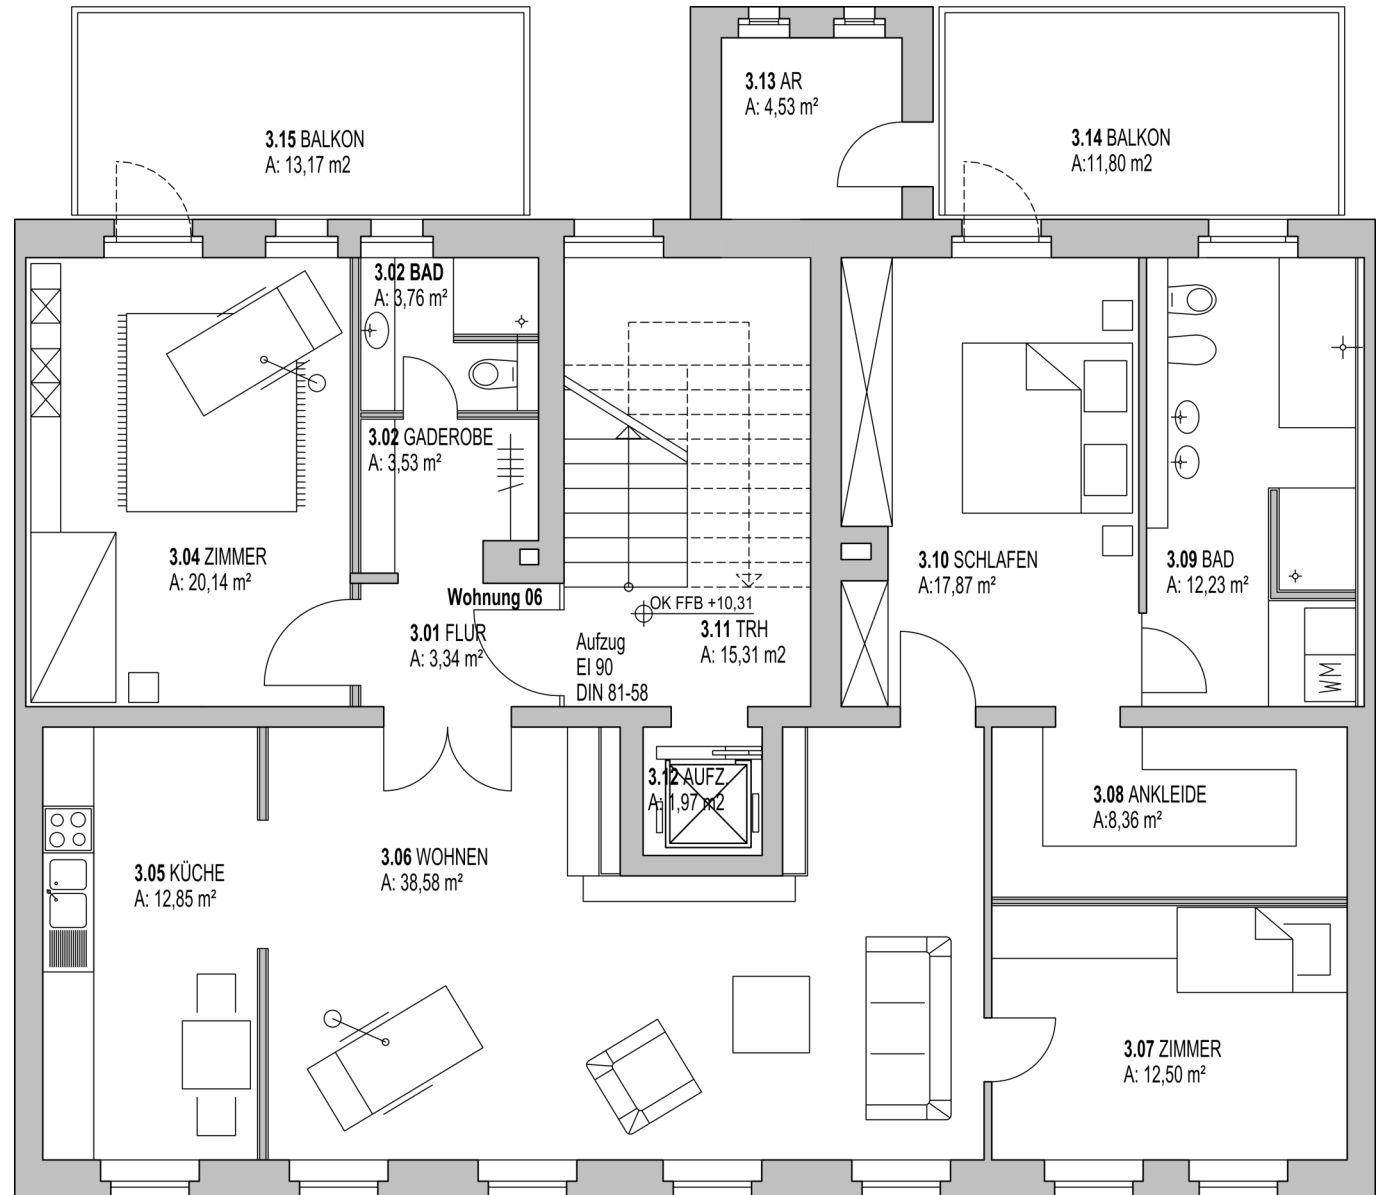 3.13 AR
A: 4,53 m²
3.15 BALKON
A: 13,17 m2
3.14 BALKON
A:11,80 m2
3.02 BAD
A: 3,76 m²
3.02 GADEROBE
A: 3,53 m²
3.04 ZIMMER
A: 20,14 m²
3.10 SCHLAFEN
A:17,87 m²
3.09 BAD
A: 12,23 m²
Wohnung 06
OK FFB +10,31
3.01 FLUR
A: 3,34 m²
Aufzug
EI 90
DIN 81-58
3.11 TRH
A: 15,31 m2
WM
3.12 AUFZ.
A: 1,97 m2
3.08 ANKLEIDE
A:8,36 m²
3.05 KÜCHE
A: 12,85 m²
3.06 WOHNEN
A: 38,58 m²
3.07 ZIMMER
A: 12,50 m²